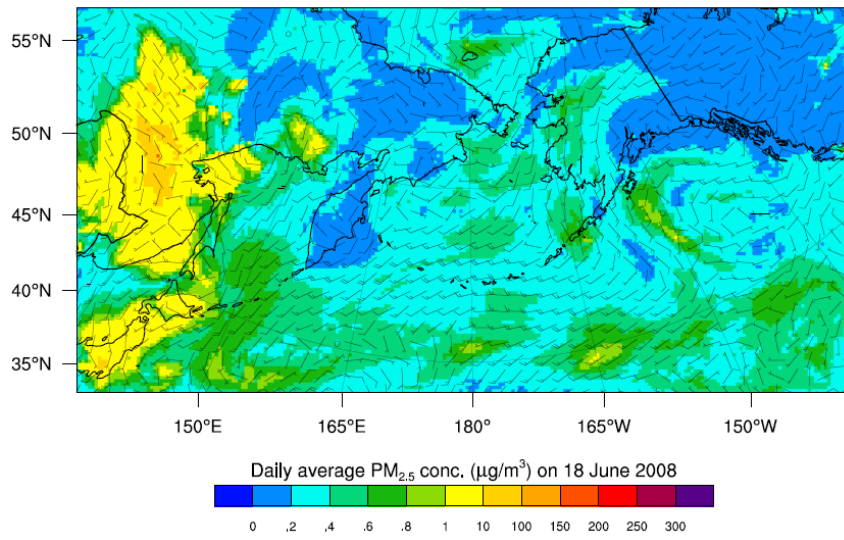 55°N
50°N
45°N
40°N
35°N
150°E 165°E 180° 165°W 150°W
Daily average PM2.5 conc. (μg/m³) on 18 June 2008
0 .2 .4 .6 .8 1 10 100 150 200 250 300